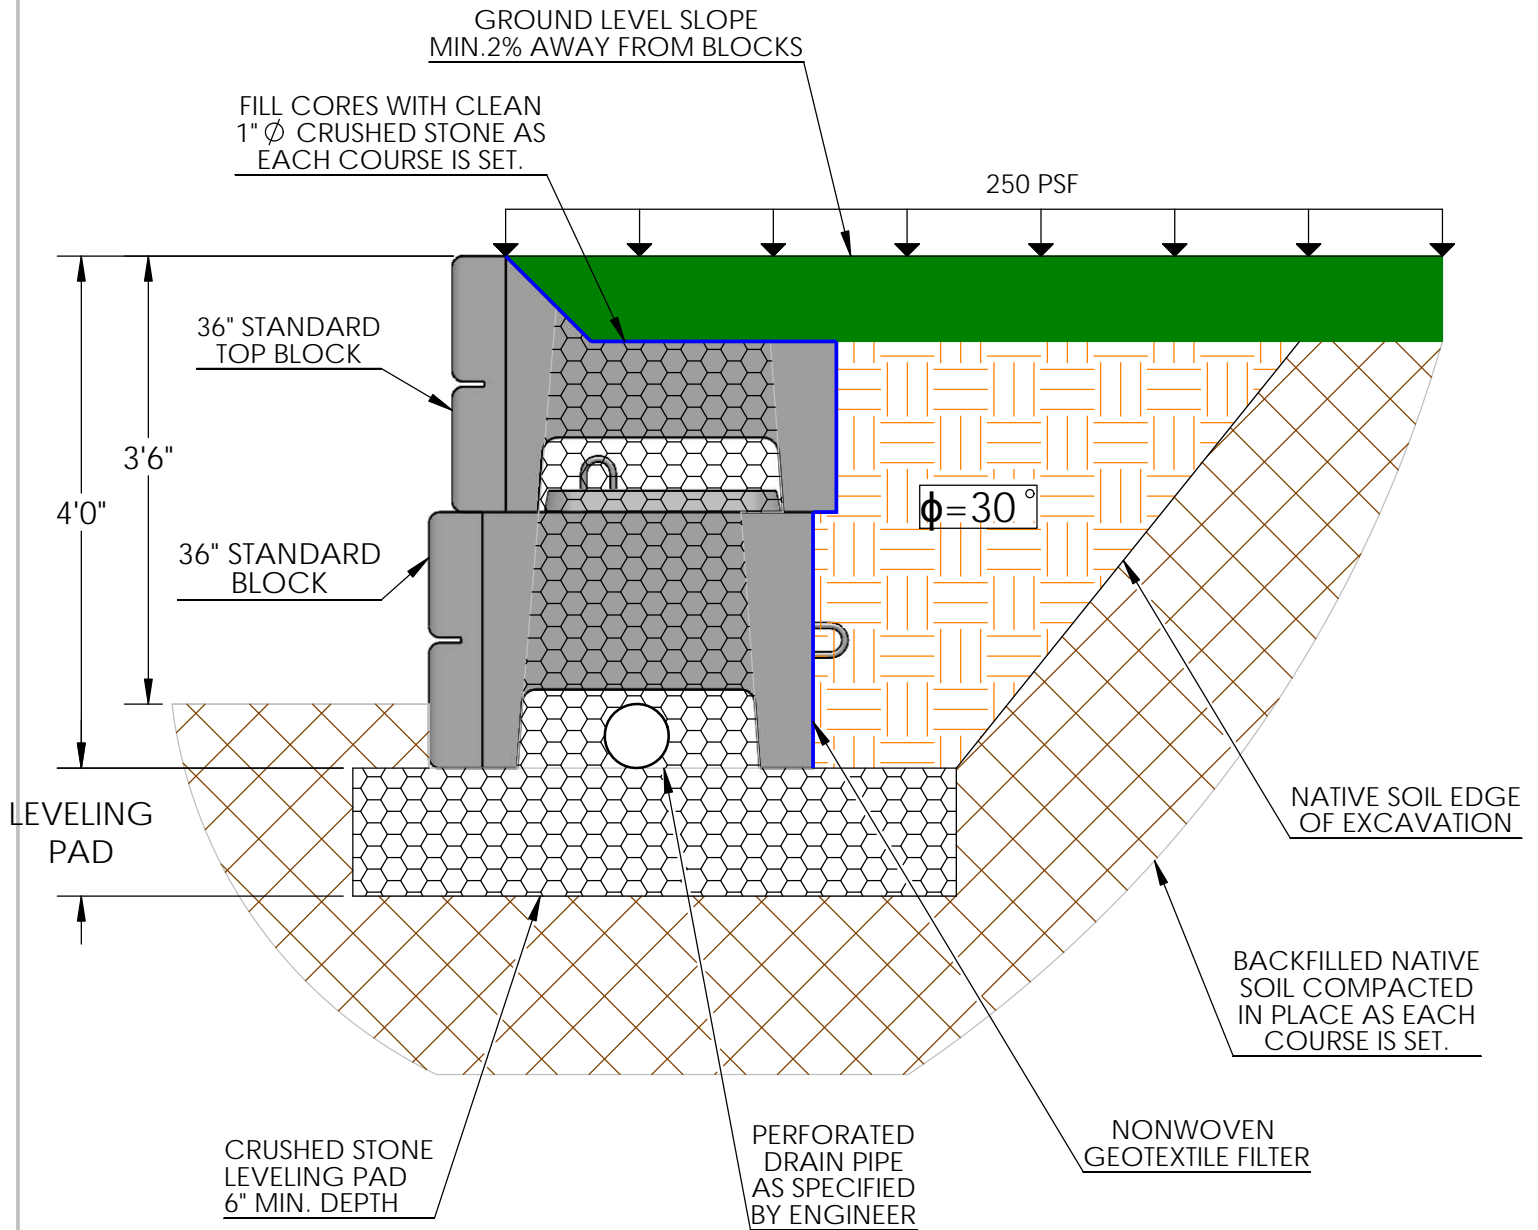 GROUND LEVEL SLOPE
MIN.2% AWAY FROM BLOCKS
FILL CORES WITH CLEAN
1" Ø CRUSHED STONE AS
EACH COURSE IS SET.
250 PSF
36" STANDARD
TOP BLOCK
3'6"
4'0"
ϕ=30°
36" STANDARD
BLOCK
LEVELING
PAD
NATIVE SOIL EDGE
OF EXCAVATION
BACKFILLED NATIVE
SOIL COMPACTED
IN PLACE AS EACH
COURSE IS SET.
CRUSHED STONE
LEVELING PAD
6" MIN. DEPTH
PERFORATED
DRAIN PIPE
AS SPECIFIED
BY ENGINEER
NONWOVEN
GEOTEXTILE FILTER